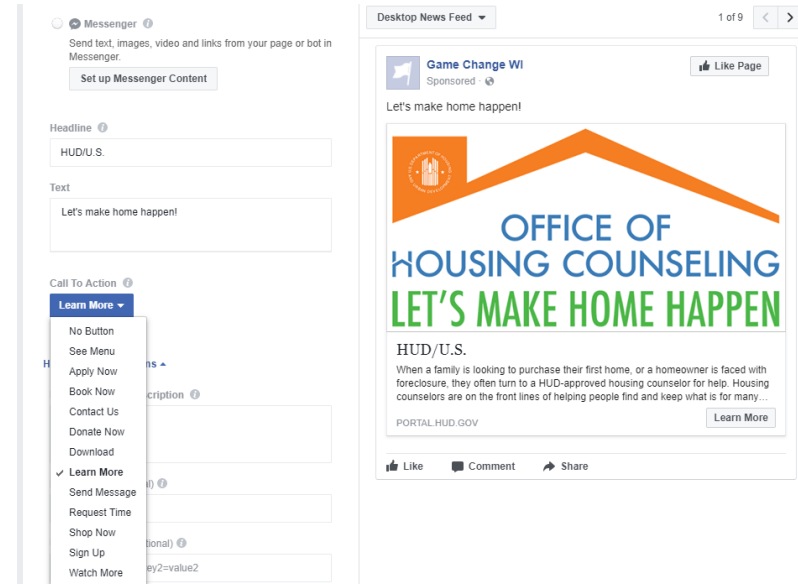 Messenger
Send text, images, video and links from your page or bot in
Messenger.
Set up Messenger Content
Headline
HUD/U.S.
Text
Let's make home happen!
Call To Action
Learn More
No Button
See Menu
Apply Now
Book Now
Contact Us
Donate Now
Download
Learn More
Send Message
Request Time
Shop Now
Sign Up
Watch More
H
ns
cription
al)
tional)
ey2=value2
Desktop News Feed
1 of 9
Game Change WI
Sponsored ·
Like Page
Let's make home happen!
OFFICE OF
HOUSING COUNSELING
LET'S MAKE HOME HAPPEN
HUD/U.S.
When a family is looking to purchase their first home, or a homeowner is faced with
foreclosure, they often turn to a HUD-approved housing counselor for help. Housing
counselors are on the front lines of helping people find and keep what is for many...
PORTAL.HUD.GOV
Learn More
Like
Comment
Share